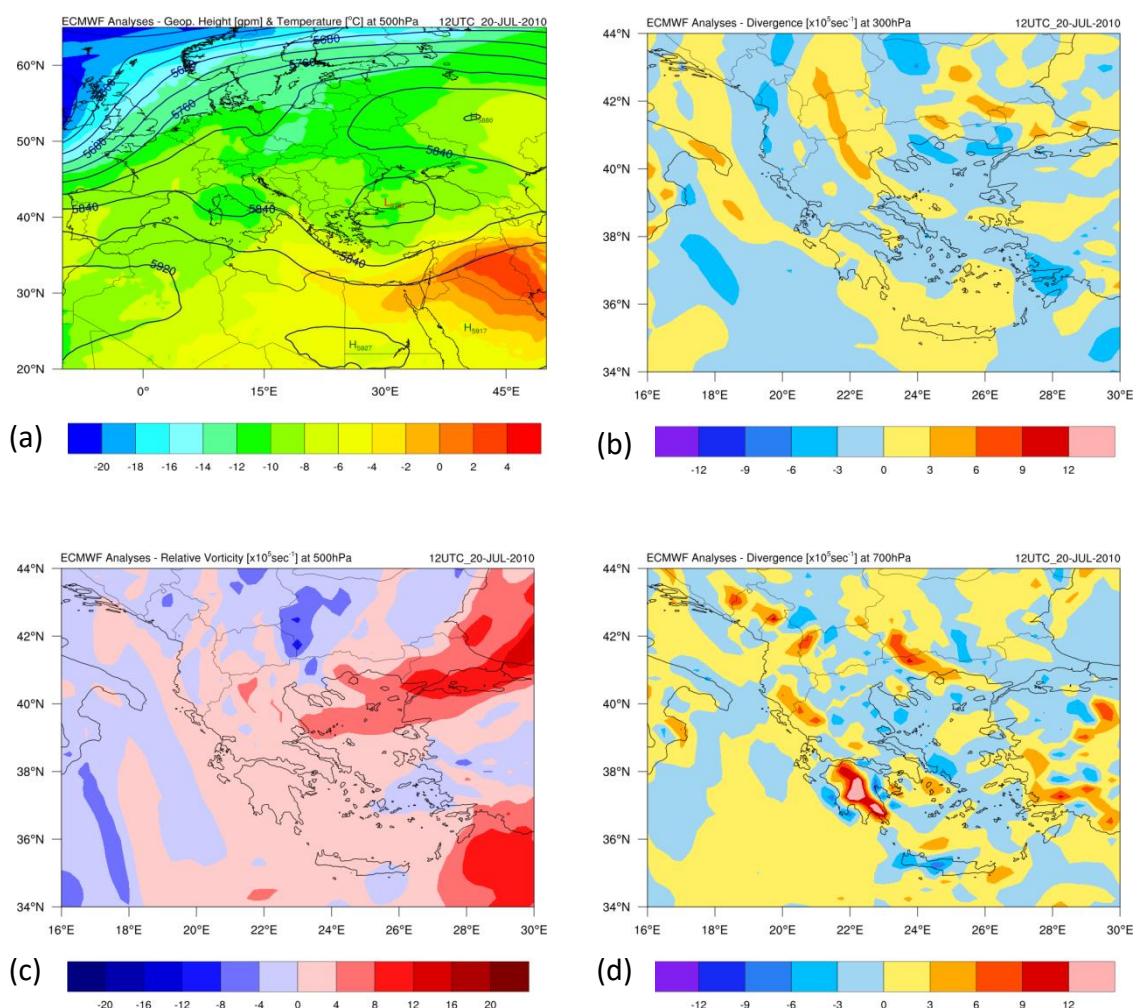 ECMWF Analyses - Geop. Height [gpm] & Temperature [°C] at 500hPa 12UTC_20-JUL-2010
60°N
50°N
40°N
30°N
20°N
5680
5760
5760
5680
5840
5840
5840
5840
5920
H5880
L
H5917
H5927
0°E 15°E 30°E 45°E
(a)
-20 -16 -14 -12 -10 -8 -6 -4 -2 0 2 4
ECMWF Analyses - Divergence [x10⁵sec⁻¹] at 300hPa 12UTC_20-JUL-2010
44°N
42°N
40°N
38°N
36°N
34°N
16°E 18°E 20°E 22°E 24°E 26°E 28°E 30°E
(b)
-12 -9 -6 -3 0 3 6 9 12
ECMWF Analyses - Relative Vorticity [x10⁵sec⁻¹] at 500hPa 12UTC_20-JUL-2010
44°N
42°N
40°N
38°N
36°N
34°N
16°E 18°E 20°E 22°E 24°E 26°E 28°E 30°E
(c)
-20 -16 -12 -8 -4 0 4 8 12 16 20
ECMWF Analyses - Divergence [x10⁵sec⁻¹] at 700hPa 12UTC_20-JUL-2010
44°N
42°N
40°N
38°N
36°N
34°N
16°E 18°E 20°E 22°E 24°E 26°E 28°E 30°E
(d)
-12 -9 -6 -3 0 3 6 9 12